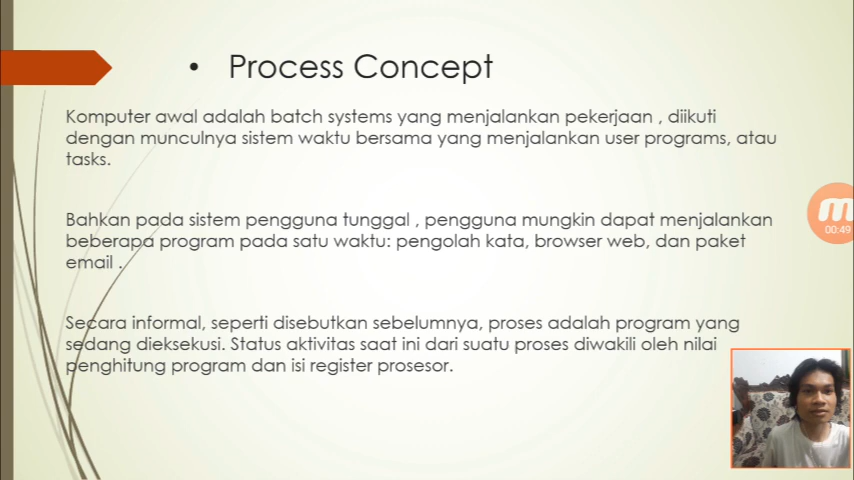 • Process Concept
Komputer awal adalah batch systems yang menjalankan pekerjaan , diikuti
dengan munculnya sistem waktu bersama yang menjalankan user programs, atau
tasks.
Bahkan pada sistem pengguna tunggal , pengguna mungkin dapat menjalankan
beberapa program pada satu waktu: pengolah kata, browser web, dan paket
email .
Secara informal, seperti disebutkan sebelumnya, proses adalah program yang
sedang dieksekusi. Status aktivitas saat ini dari suatu proses diwakili oleh nilai
penghitung program dan isi register prosesor.
m
00:49